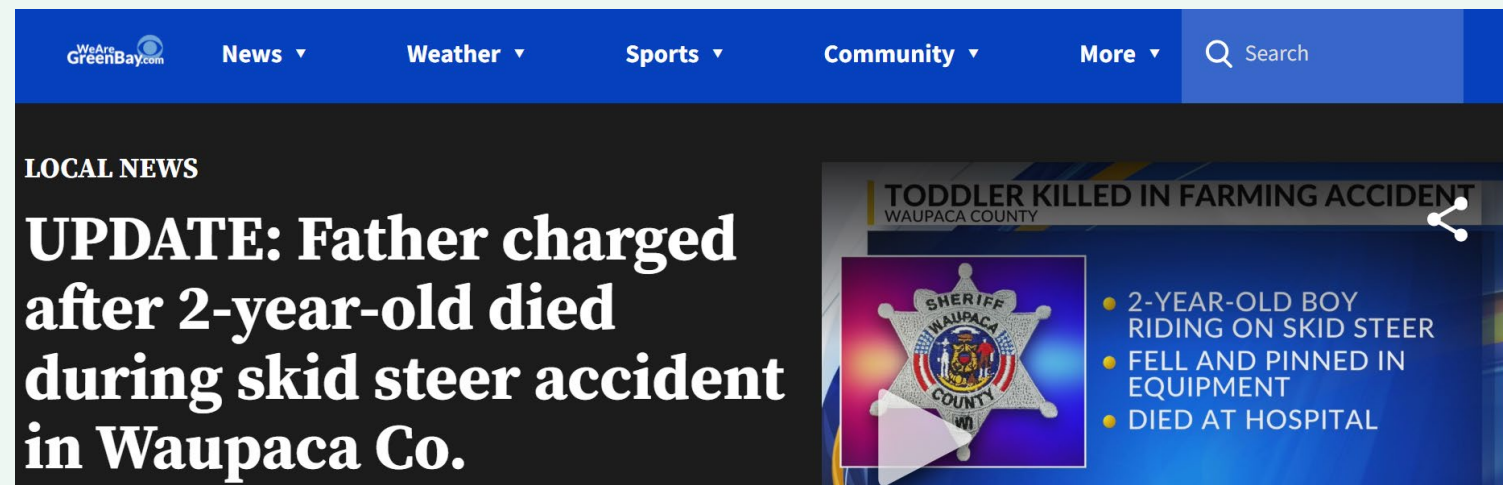 WeAre
GreenBay.com
News ▼
Weather ▼
Sports ▼
Community ▼
More ▼
Search
LOCAL NEWS
UPDATE: Father charged
after 2-year-old died
during skid steer accident
in Waupaca Co.
TODDLER KILLED IN FARMING ACCIDENT
WAUPACA COUNTY
SHERIFF
WAUPACA
COUNTY
WI
• 2-YEAR-OLD BOY
RIDING ON SKID STEER
• FELL AND PINNED IN
EQUIPMENT
• DIED AT HOSPITAL